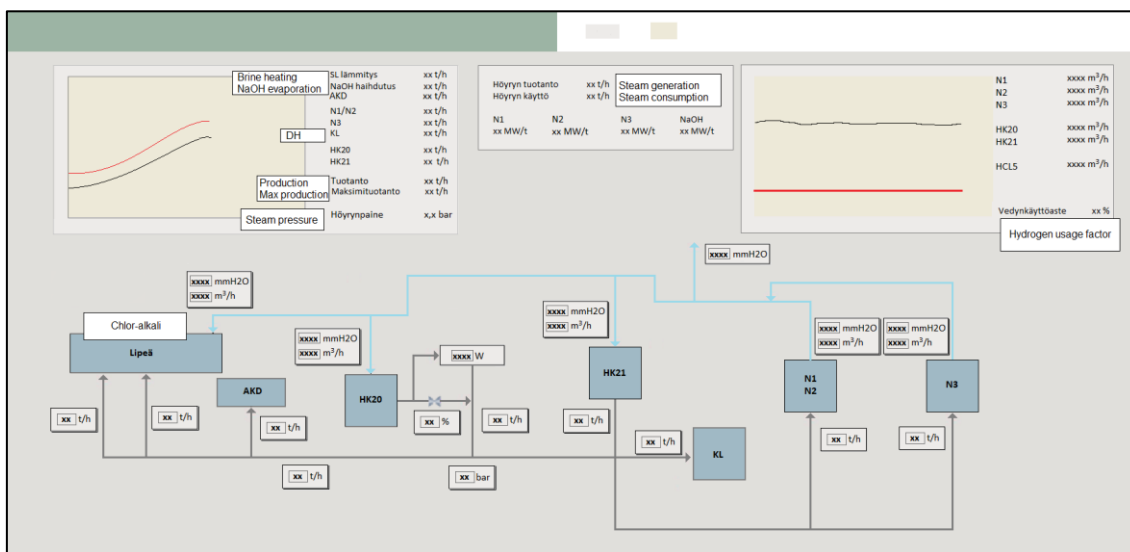 Brine heating
NaOH evaporation
SL lämmitys xx t/h
NaOH haihdutus xx t/h
AKD xx t/h
N1/N2 xx t/h
N3 xx t/h
DH
KL xx t/h
HK20 xx t/h
HK21 xx t/h
Production
Max production
Tuotanto xx t/h
Maksimituotanto xx t/h
Steam pressure
Höyrynpaine x,x bar
Höyryn tuotanto xx t/h
Höyryn käyttö xx t/h
Steam generation
Steam consumption
N1 N2 N3 NaOH
xx MW/t xx MW/t xx MW/t xx MW/t
N1 xxxx m³/h
N2 xxxx m³/h
N3 xxxx m³/h
HK20 xxxx m³/h
HK21 xxxx m³/h
HCL5 xxxx m³/h
Vedynkäyttöaste xx %
Hydrogen usage factor
xxxx mmH2O
xxxx mmH2O
xxxx m³/h
Chlor-alkali
Lipeä
xxxx mmH2O
xxxx m³/h
xxxx mmH2O
xxxx m³/h
xxxx mmH2O
xxxx m³/h
xxxx mmH2O
xxxx m³/h
xxxx W
AKD
HK20
HK21
N1
N2
N3
xx t/h
xx t/h
xx t/h
xx %
xx t/h
xx t/h
xx t/h
KL
xx t/h
xx t/h
xx t/h
xx bar